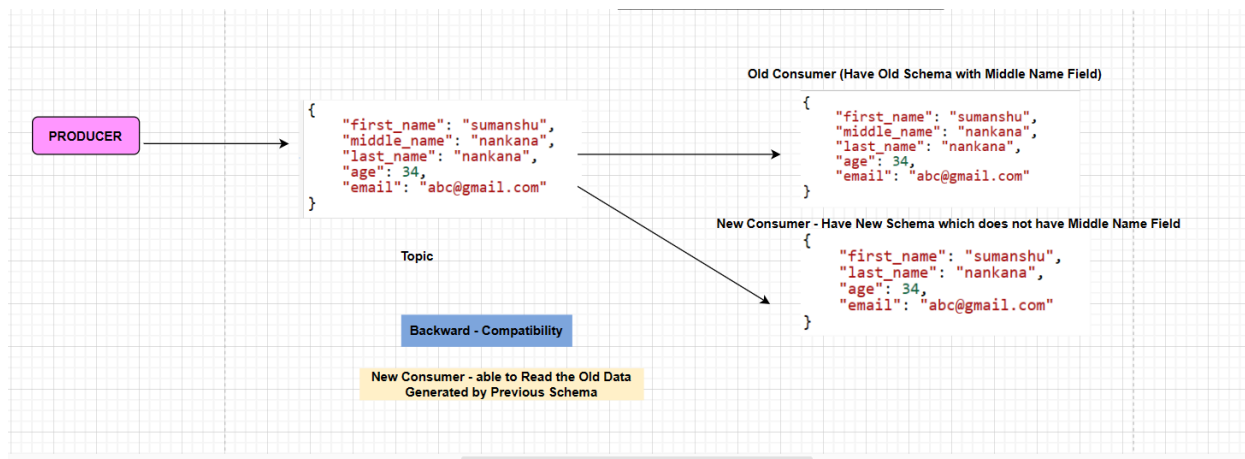 PRODUCER
{
"first_name": "sumanshu",
"middle_name": "nankana",
"last_name": "nankana",
"age": 34,
"email": "abc@gmail.com"
}
Topic
Backward - Compatibility
New Consumer - able to Read the Old Data
Generated by Previous Schema
Old Consumer (Have Old Schema with Middle Name Field)
{
"first_name": "sumanshu",
"middle_name": "nankana",
"last_name": "nankana",
"age": 34,
"email": "abc@gmail.com"
}
New Consumer - Have New Schema which does not have Middle Name Field
{
"first_name": "sumanshu",
"last_name": "nankana",
"age": 34,
"email": "abc@gmail.com"
}